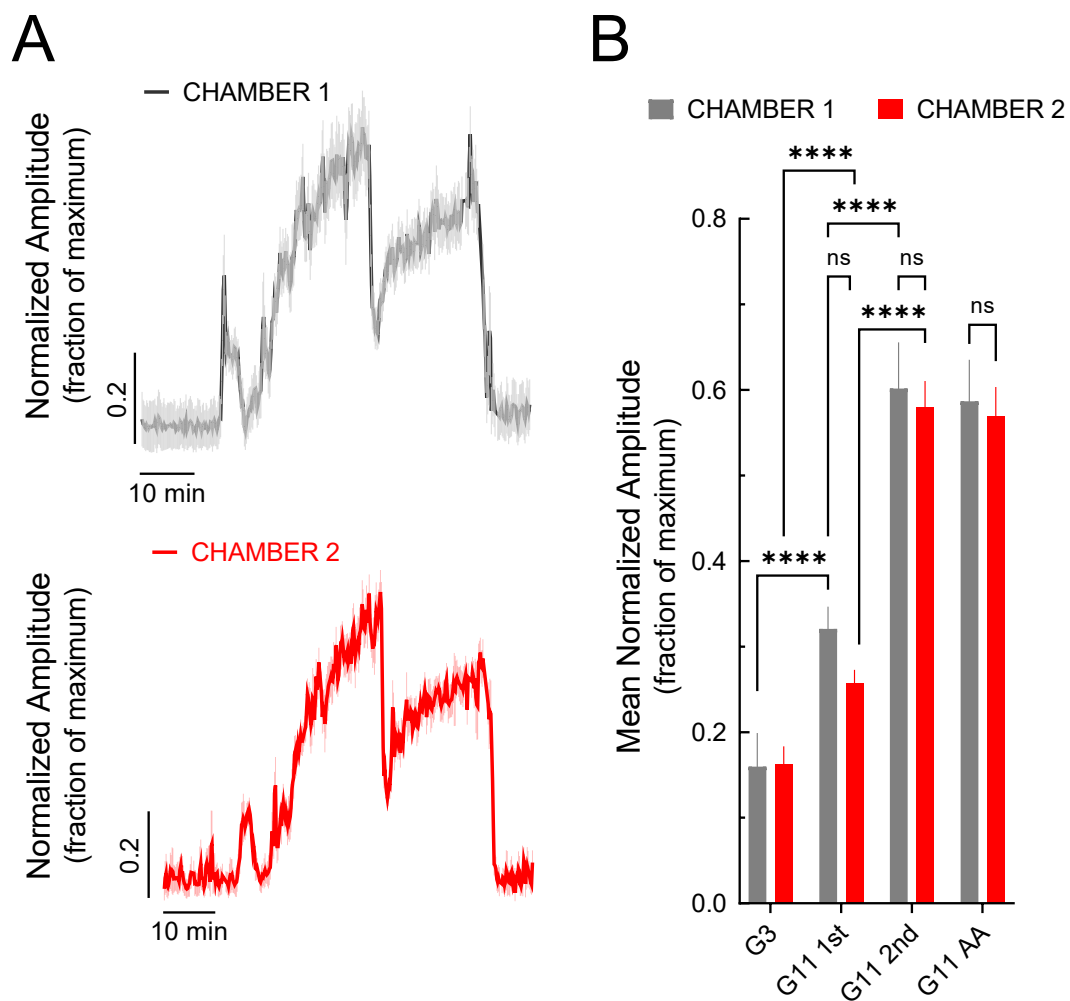 A
CHAMBER 1
Normalized Amplitude
(fraction of maximum)
0.2
10 min
CHAMBER 2
Normalized Amplitude
(fraction of maximum)
0.2
10 min
B
CHAMBER 1 CHAMBER 2
Mean Normalized Amplitude
(fraction of maximum)
0.8
0.6
0.4
0.2
0.0
****
****
ns ns
****
ns
****
G3
G11 1st
G11 2nd
G11 AA